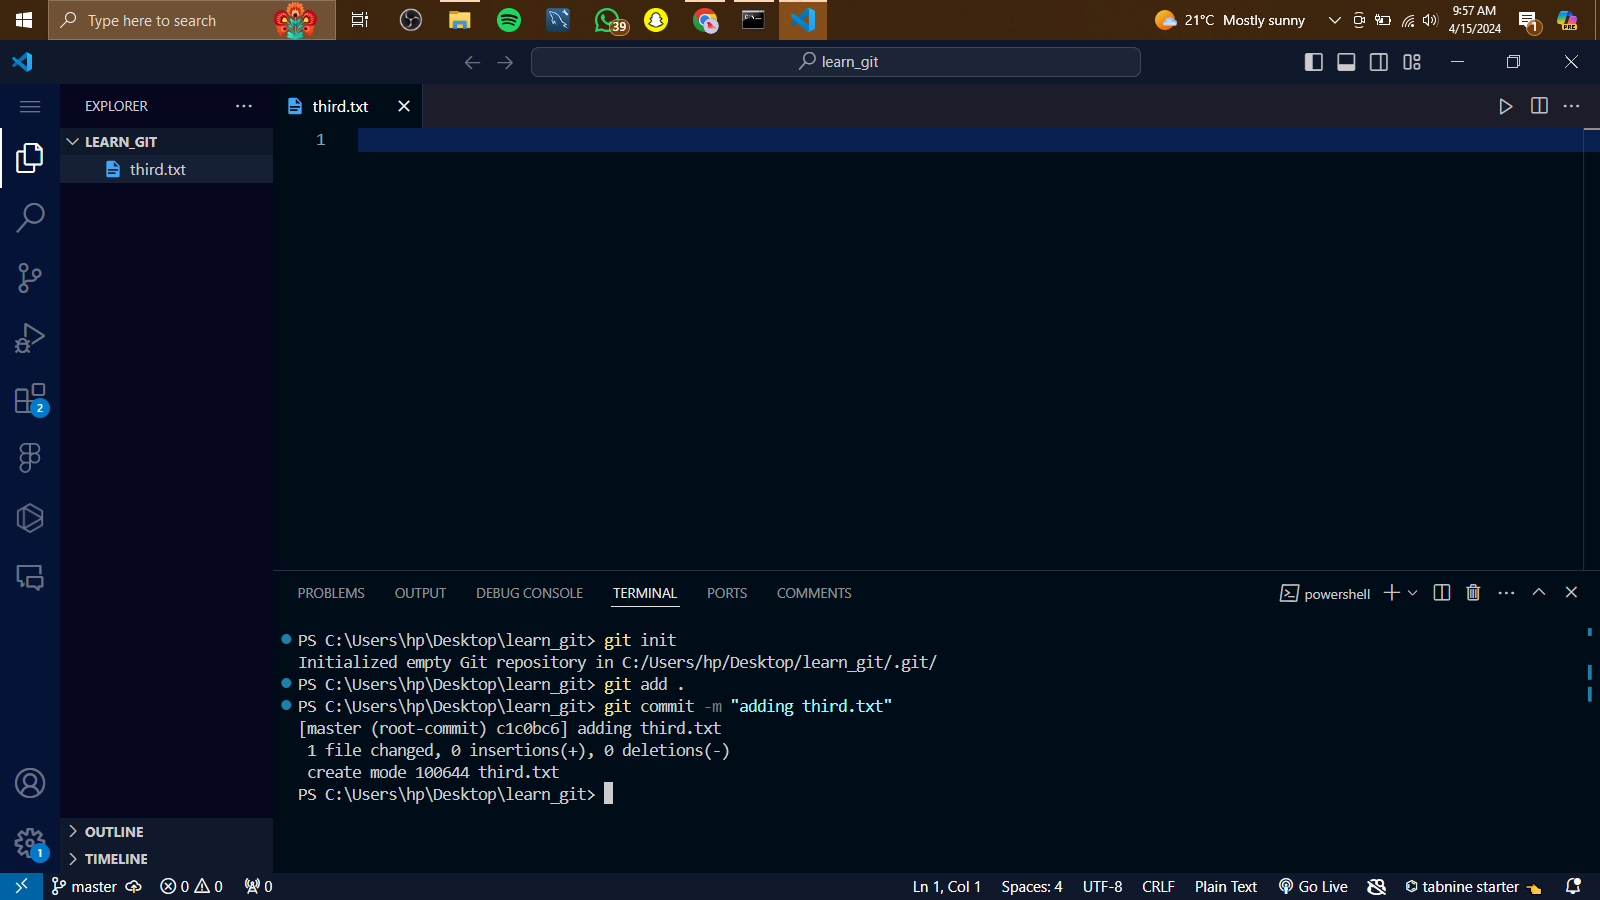 Type here to search
39
21°C Mostly sunny
9:57 AM
4/15/2024
1
PRE
learn_git
EXPLORER
LEARN_GIT
third.txt
third.txt
1
2
PROBLEMS OUTPUT DEBUG CONSOLE TERMINAL PORTS COMMENTS
powershell
PS C:\Users\hp\Desktop\learn_git> git init
Initialized empty Git repository in C:/Users/hp/Desktop/learn_git/.git/
PS C:\Users\hp\Desktop\learn_git> git add .
PS C:\Users\hp\Desktop\learn_git> git commit -m "adding third.txt"
[master (root-commit) c1c0bc6] adding third.txt
1 file changed, 0 insertions(+), 0 deletions(-)
create mode 100644 third.txt
PS C:\Users\hp\Desktop\learn_git>
OUTLINE
TIMELINE
1
master 0 0 0 Ln 1, Col 1 Spaces: 4 UTF-8 CRLF Plain Text Go Live tabnine starter